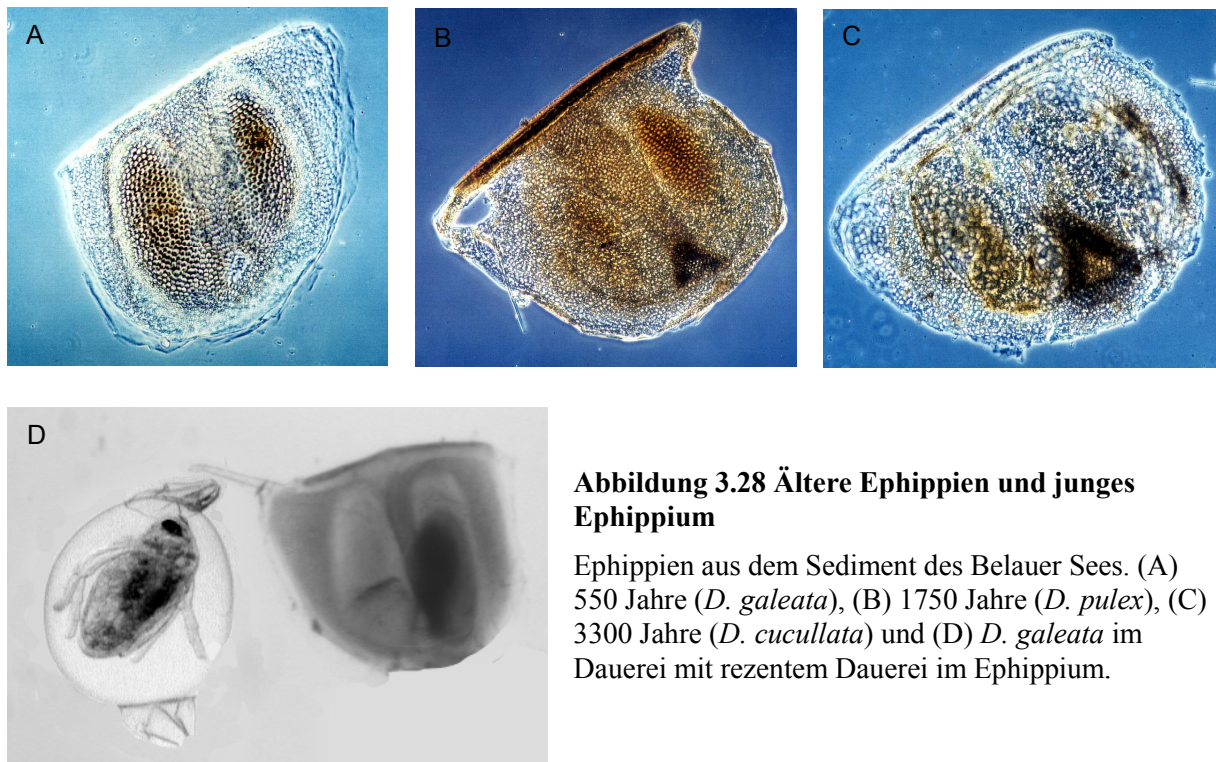 A
B
C
D
Abbildung 3.28 Ältere Ephippien und junges
Ephippium
Ephippien aus dem Sediment des Belauer Sees. (A)
550 Jahre (D. galeata), (B) 1750 Jahre (D. pulex), (C)
3300 Jahre (D. cucullata) und (D) D. galeata im
Dauerei mit rezentem Dauerei im Ephippium.